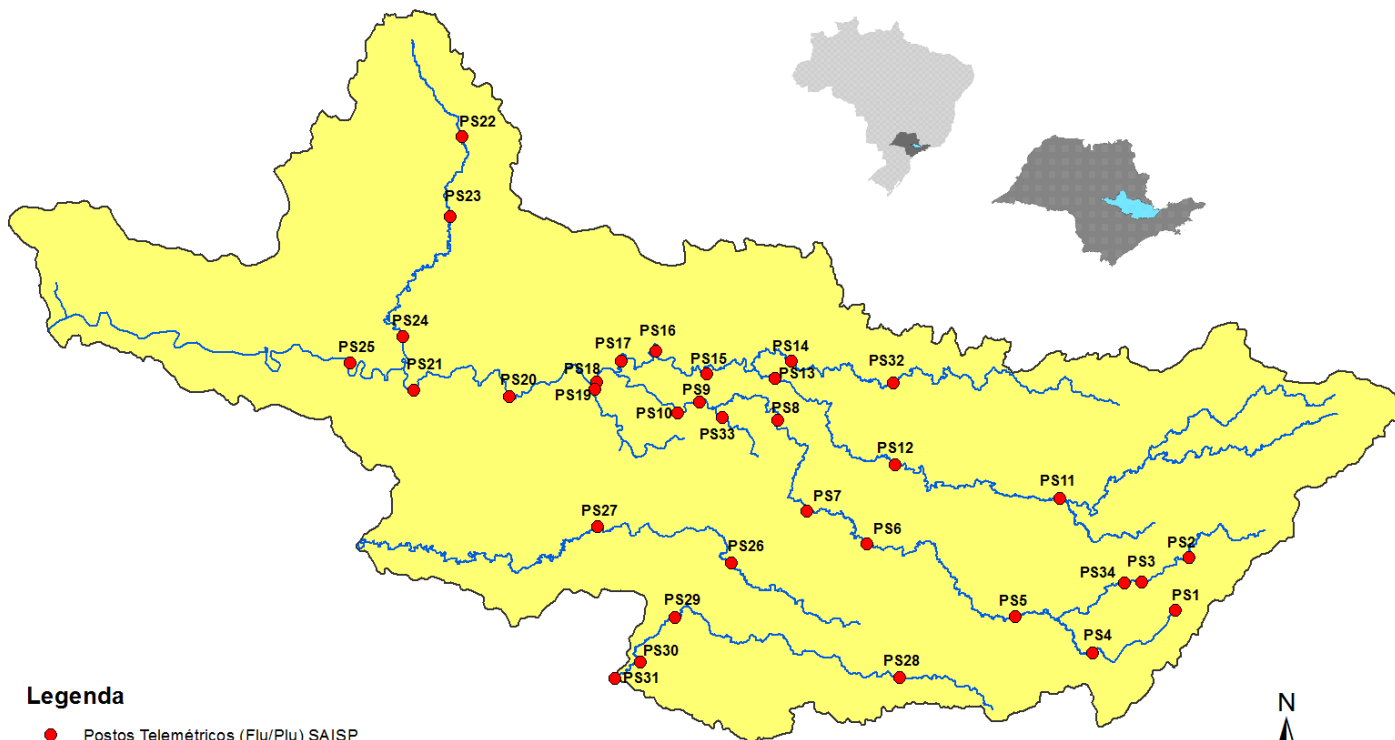 PS22
PS23
PS24
PS25
PS21
PS20
PS18
PS19
PS17
PS16
PS15
PS14
PS13
PS32
PS9
PS10
PS33
PS8
PS12
PS11
PS7
PS6
PS27
PS26
PS2
PS3
PS34
PS1
PS5
PS4
PS29
PS30
PS31
PS28
Legenda
Postos Telemétricos (Flu/Plu) SAISP
N